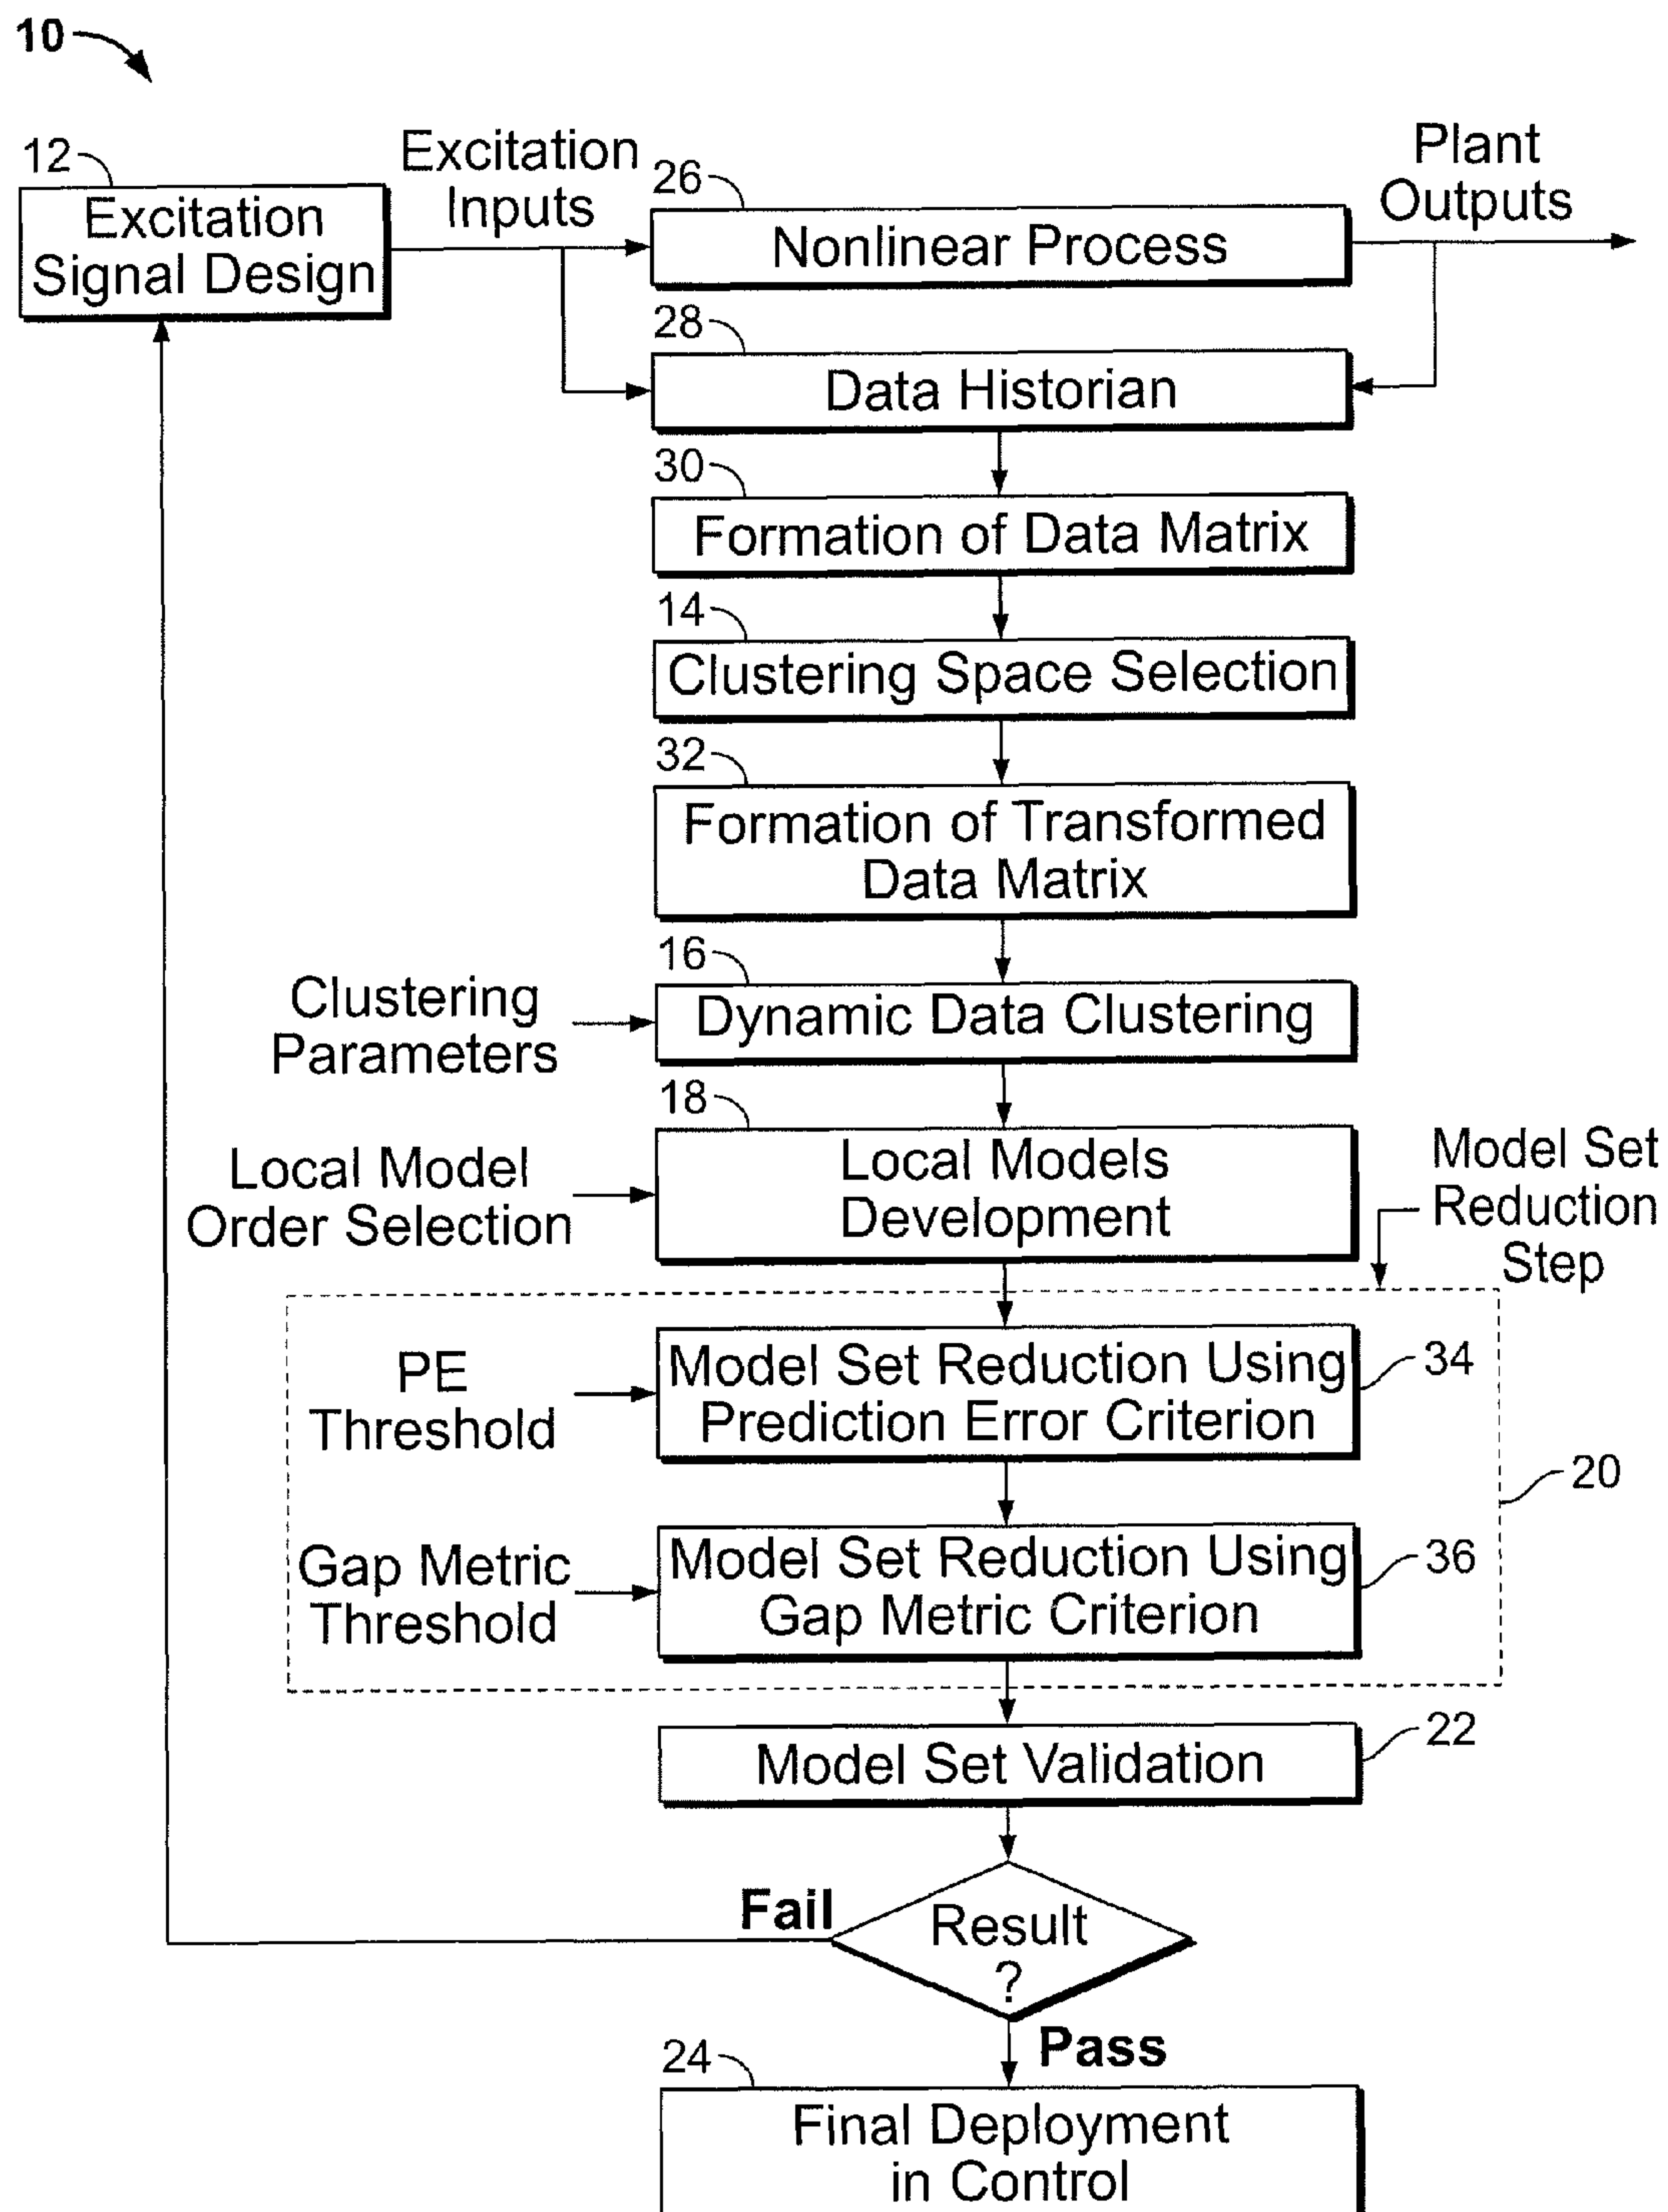 10
12
Excitation
Signal Design
Excitation
Inputs
26
Nonlinear Process
Plant
Outputs
28
Data Historian
30
Formation of Data Matrix
14
Clustering Space Selection
32
Formation of Transformed
Data Matrix
16
Clustering
Parameters
Dynamic Data Clustering
18
Local Model
Order Selection
Local Models
Development
Model Set
Reduction
Step
PE
Threshold
Model Set Reduction Using
Prediction Error Criterion
34
20
Gap Metric
Threshold
Model Set Reduction Using
Gap Metric Criterion
36
Model Set Validation
22
Fail
Result
?
Pass
24
Final Deployment
in Control